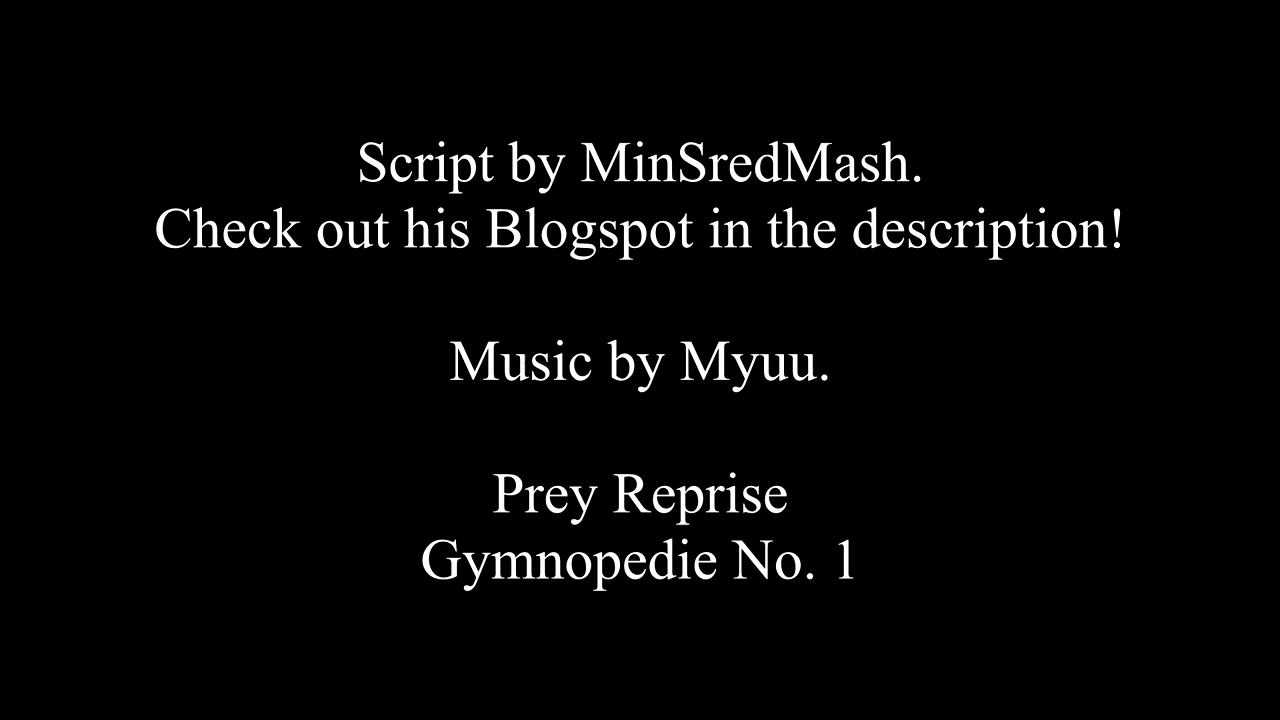 Script by MinSredMash.
Check out his Blogspot in the description!
Music by Myuu.
Prey Reprise
Gymnopedie No. 1